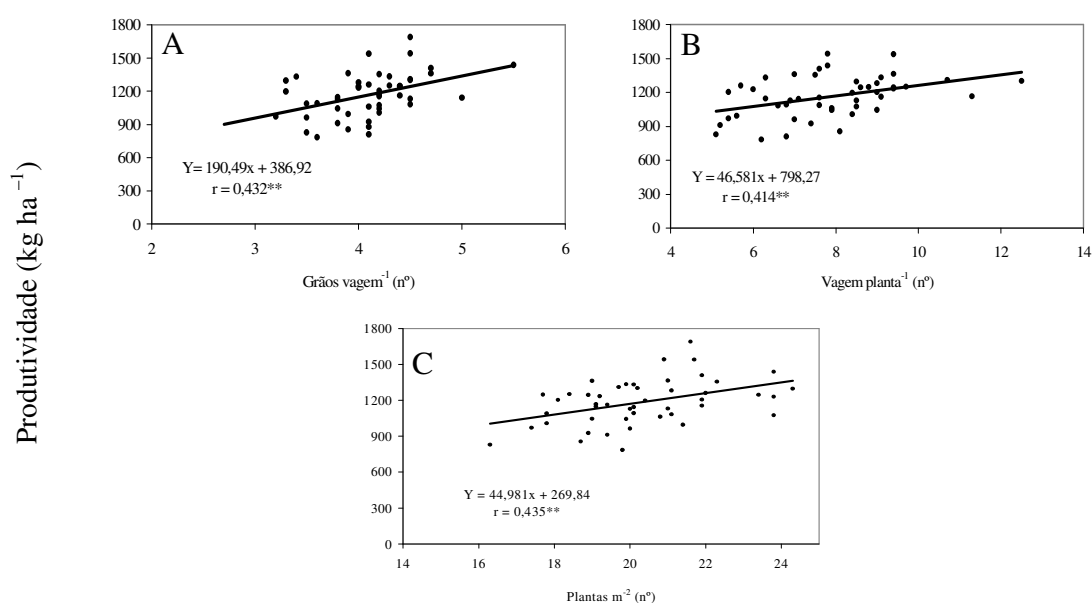 Produtividade (kg ha ⁻¹)
A
1800
1500
1200
900
600
300
0
Y= 190,49x + 386,92
r = 0,432**
2 3 4 5 6
Grãos vagem⁻¹ (nº)
B
1800
1500
1200
900
600
300
0
Y = 46,581x + 798,27
r = 0,414**
4 6 8 10 12 14
Vagem planta⁻¹ (nº)
C
1800
1500
1200
900
600
300
0
Y = 44,981x + 269,84
r = 0,435**
14 16 18 20 22 24
Plantas m⁻² (nº)